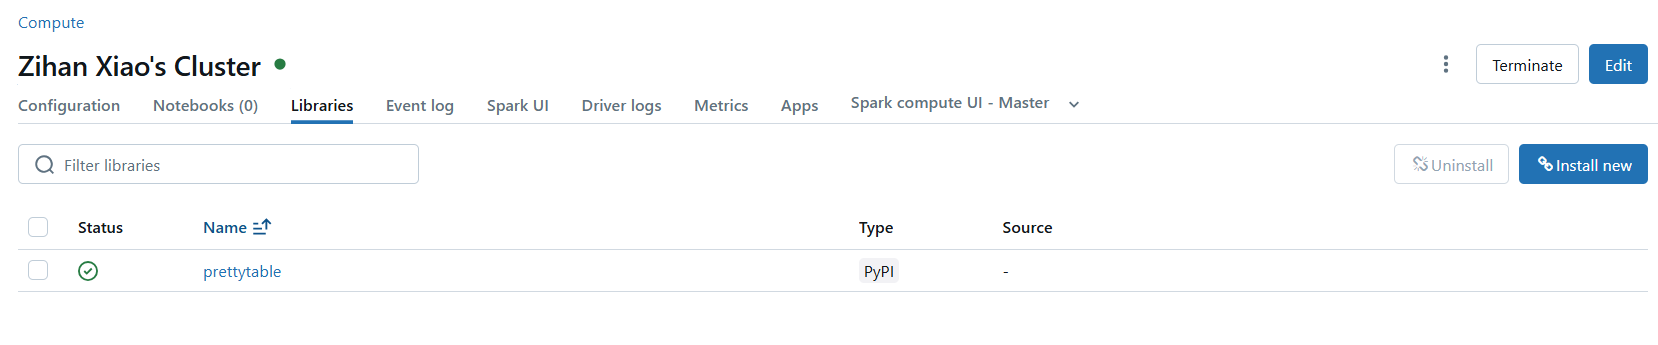 Compute
Zihan Xiao's Cluster
Terminate
Edit
Configuration Notebooks (0) Libraries Event log Spark UI Driver logs Metrics Apps Spark compute UI - Master
Filter libraries
Uninstall
Install new
Status Name Type Source
prettytable PyPI -